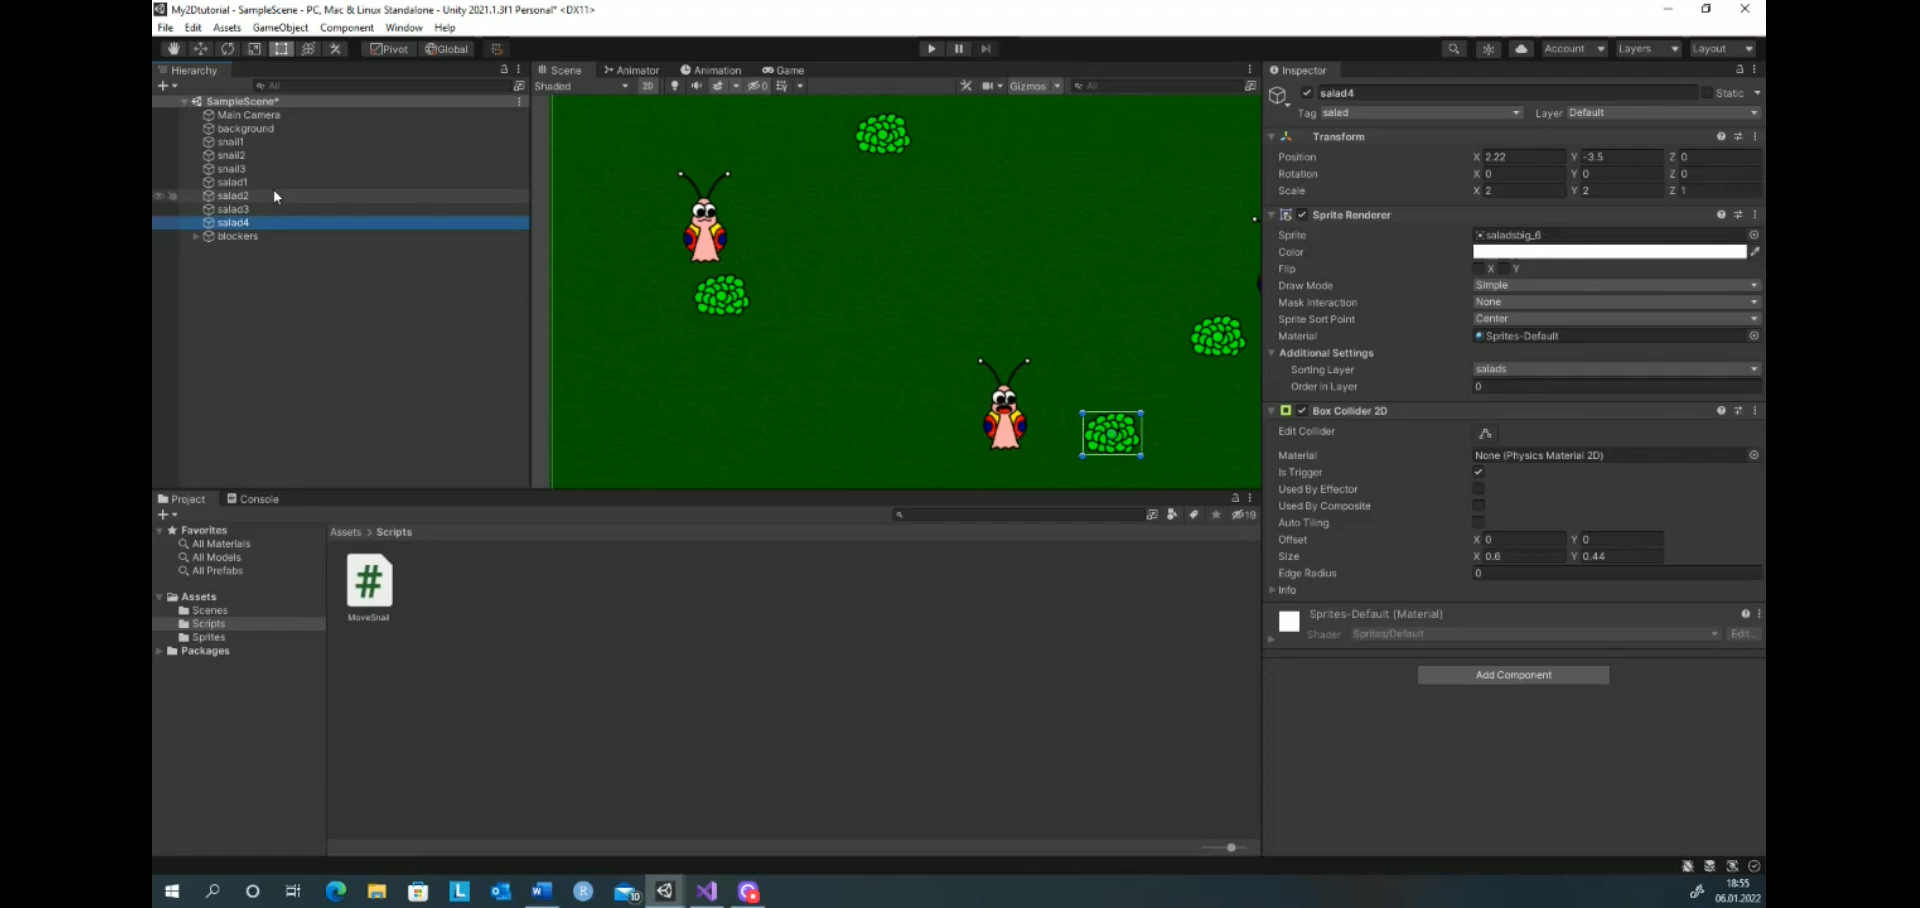 My2Dtutorial - SampleScene - PC, Mac & Linux Standalone - Unity 2021.1.3f1 Personal* <DX11>
File Edit Assets GameObject Component Window Help
Pivot Global Account Layers Layout
Hierarchy
All
SampleScene*
Main Camera
background
snail1
snail2
snail3
salad1
salad2
salad3
salad4
blockers
Scene Animator Animation Game
Shaded 2D 0 Gizmos All
Inspector
salad4 Static
Tag salad Layer Default
Transform
Position X 2.22 Y -3.5 Z 0
Rotation X 0 Y 0 Z 0
Scale X 2 Y 2 Z 1
Sprite Renderer
Sprite saladsbig_6
Color
Flip X Y
Draw Mode Simple
Mask Interaction None
Sprite Sort Point Center
Material Sprites-Default
Additional Settings
Sorting Layer salads
Order in Layer 0
Box Collider 2D
Edit Collider
Material None (Physics Material 2D)
Is Trigger
Used By Effector
Used By Composite
Auto Tiling
Offset X 0 Y 0
Size X 0.6 Y 0.44
Edge Radius 0
Info
Sprites-Default (Material)
Shader Sprites/Default Edit...
Add Component
Project Console
19
Favorites
All Materials
All Models
All Prefabs
Assets
Scenes
Scripts
Sprites
Packages
Assets > Scripts
#
MoveSnail
L W R 10
18:55
06.01.2022